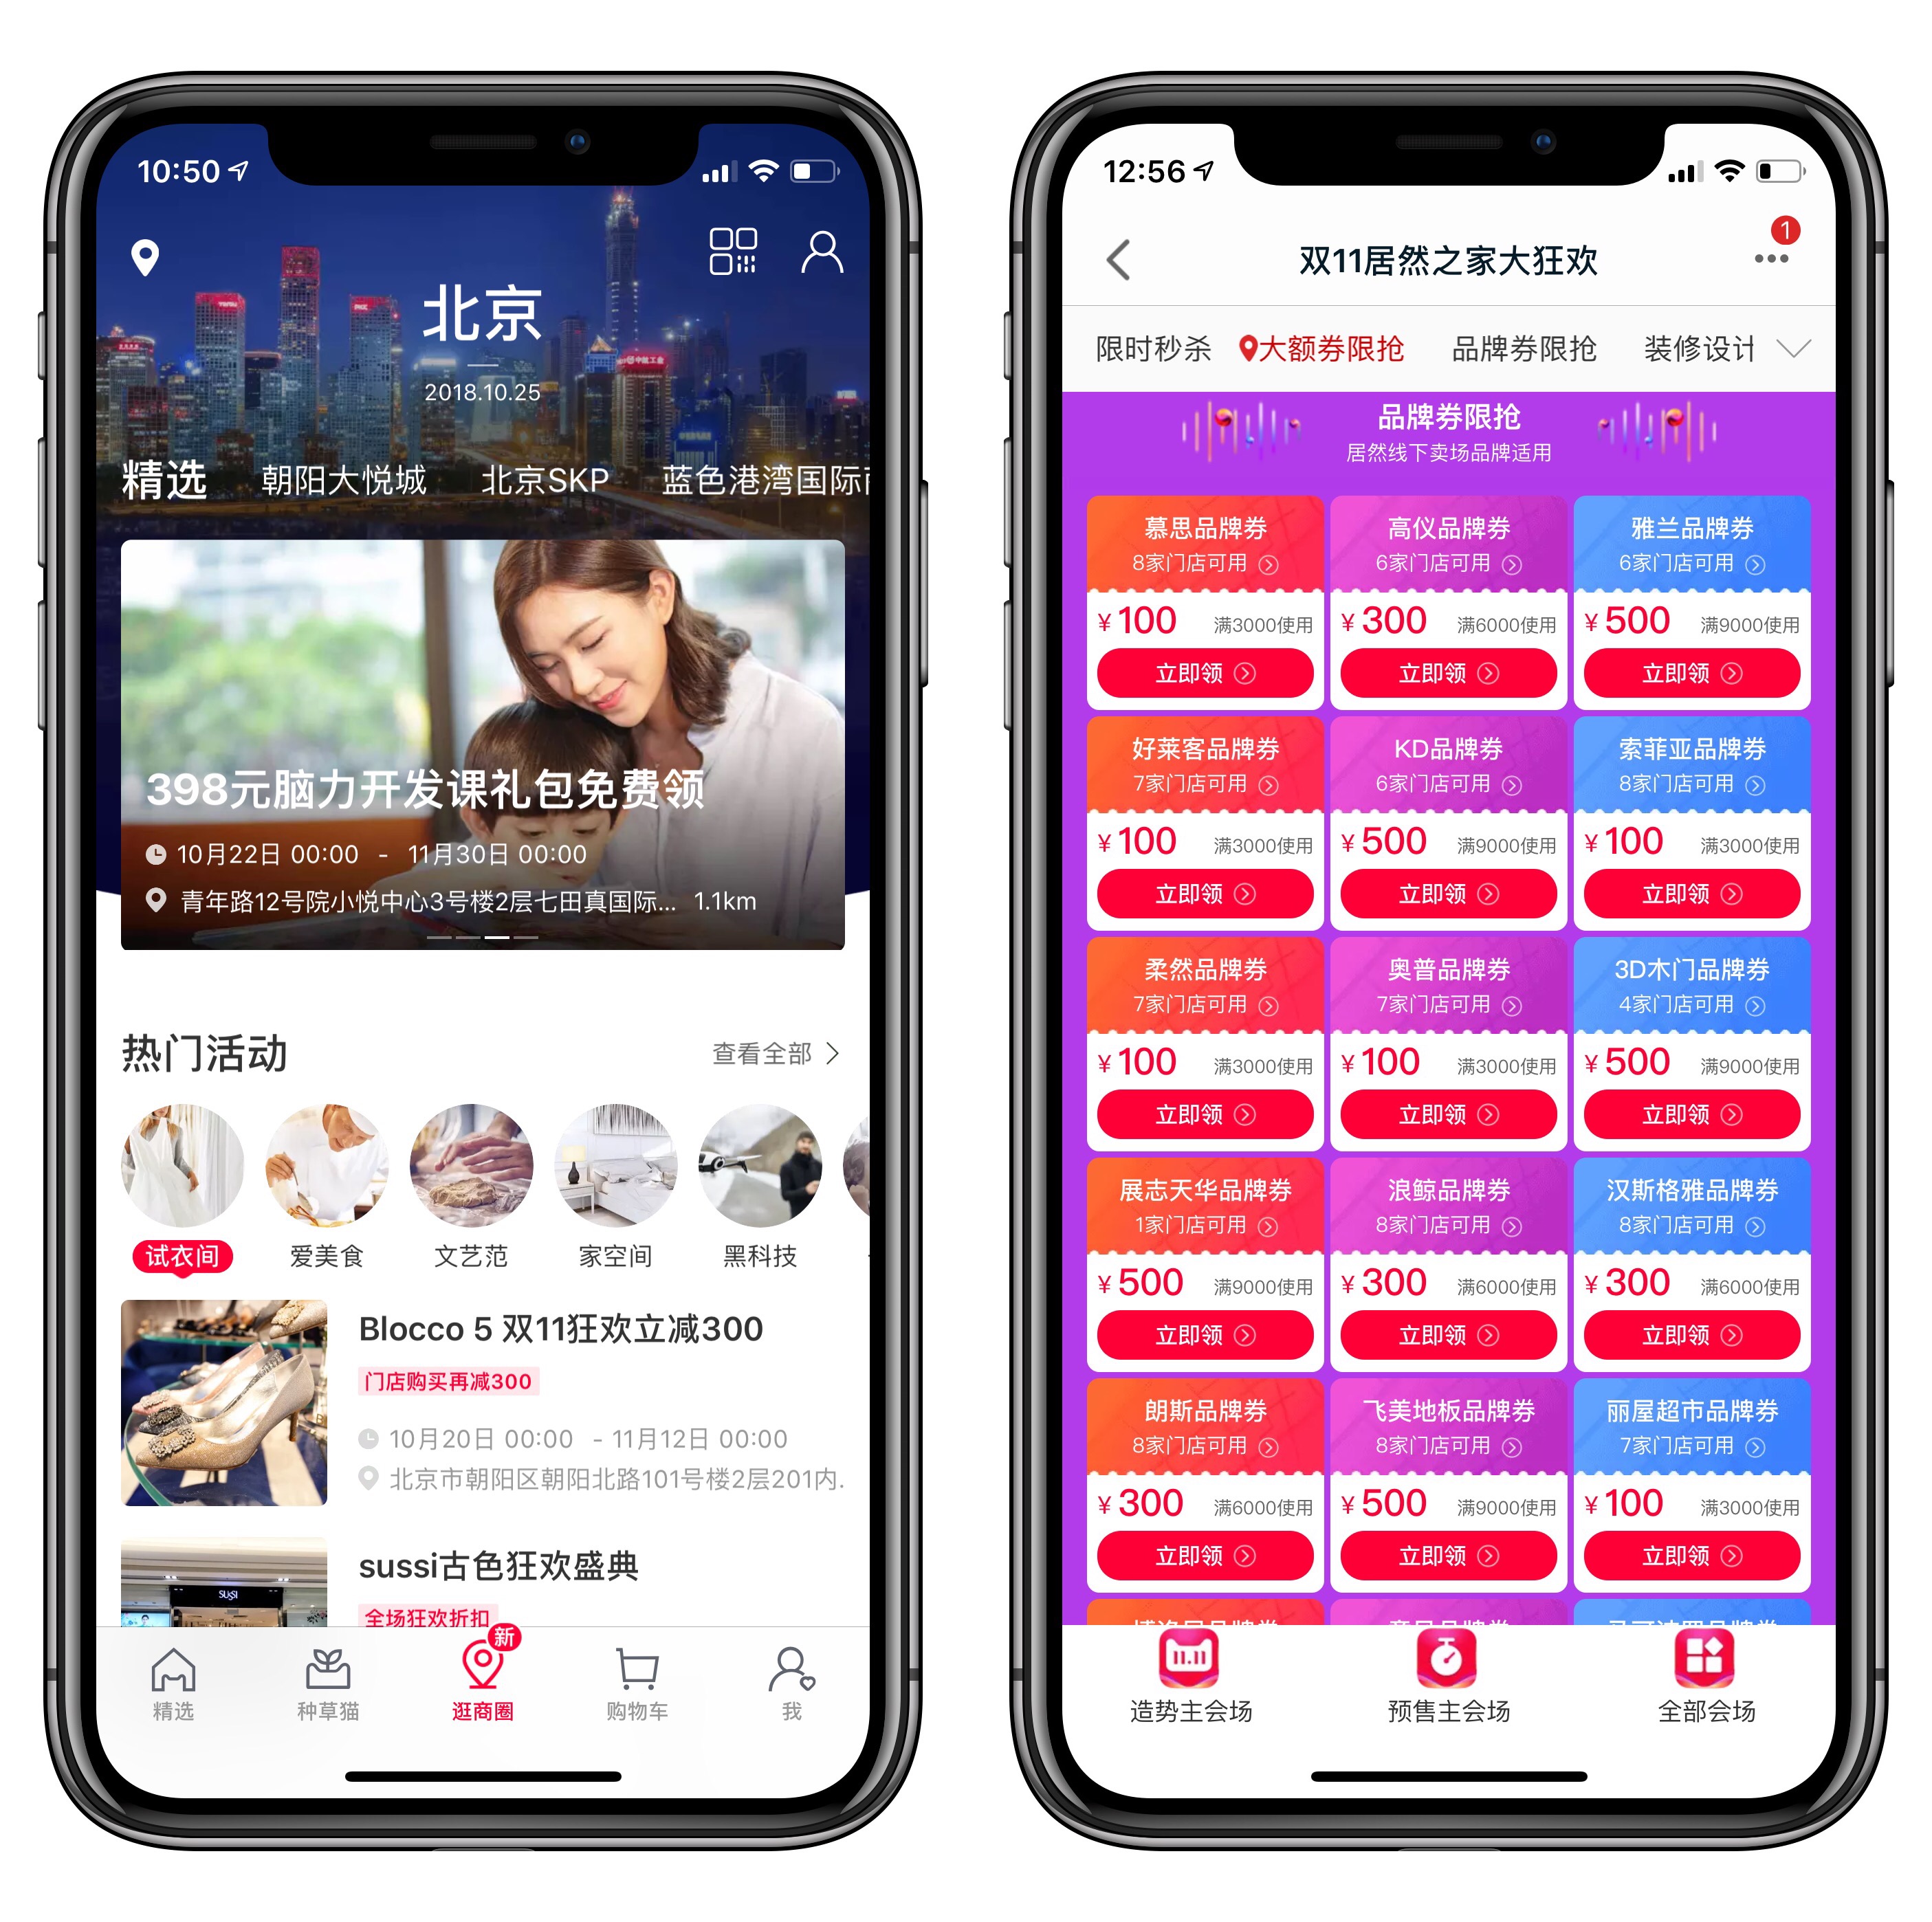 10:50
北京
2018.10.25
精选 朝阳大悦城 北京SKP 蓝色港湾国际
398元脑力开发课礼包免费领
10月22日 00:00 - 11月30日 00:00
青年路12号院小悦中心3号楼2层七田真国际... 1.1km
热门活动 查看全部
试衣间 爱美食 文艺范 家空间 黑科技
Blocco 5 双11狂欢立减300
门店购买再减300
10月20日 00:00 - 11月12日 00:00
北京市朝阳区朝阳北路101号楼2层201内.
sussi古色狂欢盛典
SUSSI
全场狂欢折扣
新
精选 种草猫 逛商圈 购物车 我
12:56
1
双11居然之家大狂欢
限时秒杀 大额券限抢 品牌券限抢 装修设计
品牌券限抢
居然线下卖场品牌适用
慕思品牌券 高仪品牌券 雅兰品牌券
8家门店可用 6家门店可用 6家门店可用
¥100 满3000使用 ¥300 满6000使用 ¥500 满9000使用
立即领 立即领 立即领
好莱客品牌券 KD品牌券 索菲亚品牌券
7家门店可用 6家门店可用 8家门店可用
¥100 满3000使用 ¥500 满9000使用 ¥100 满3000使用
立即领 立即领 立即领
柔然品牌券 奥普品牌券 3D木门品牌券
7家门店可用 7家门店可用 4家门店可用
¥100 满3000使用 ¥100 满3000使用 ¥500 满9000使用
立即领 立即领 立即领
展志天华品牌券 浪鲸品牌券 汉斯格雅品牌券
1家门店可用 8家门店可用 8家门店可用
¥500 满9000使用 ¥300 满6000使用 ¥300 满6000使用
立即领 立即领 立即领
朗斯品牌券 飞美地板品牌券 丽屋超市品牌券
8家门店可用 8家门店可用 7家门店可用
¥300 满6000使用 ¥500 满9000使用 ¥100 满3000使用
立即领 立即领 立即领
11.11
造势主会场 预售主会场 全部会场